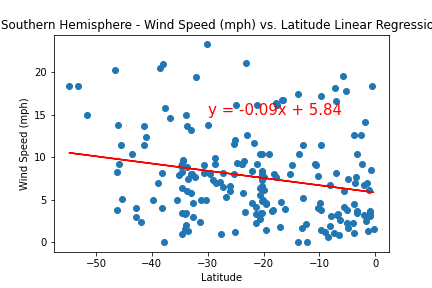 Southern Hemisphere - Wind Speed (mph) vs. Latitude Linear Regressio
y = -0.09x + 5.84
Wind Speed (mph)
20
15
10
5
0
−50
−40
−30
−20
−10
0
Latitude